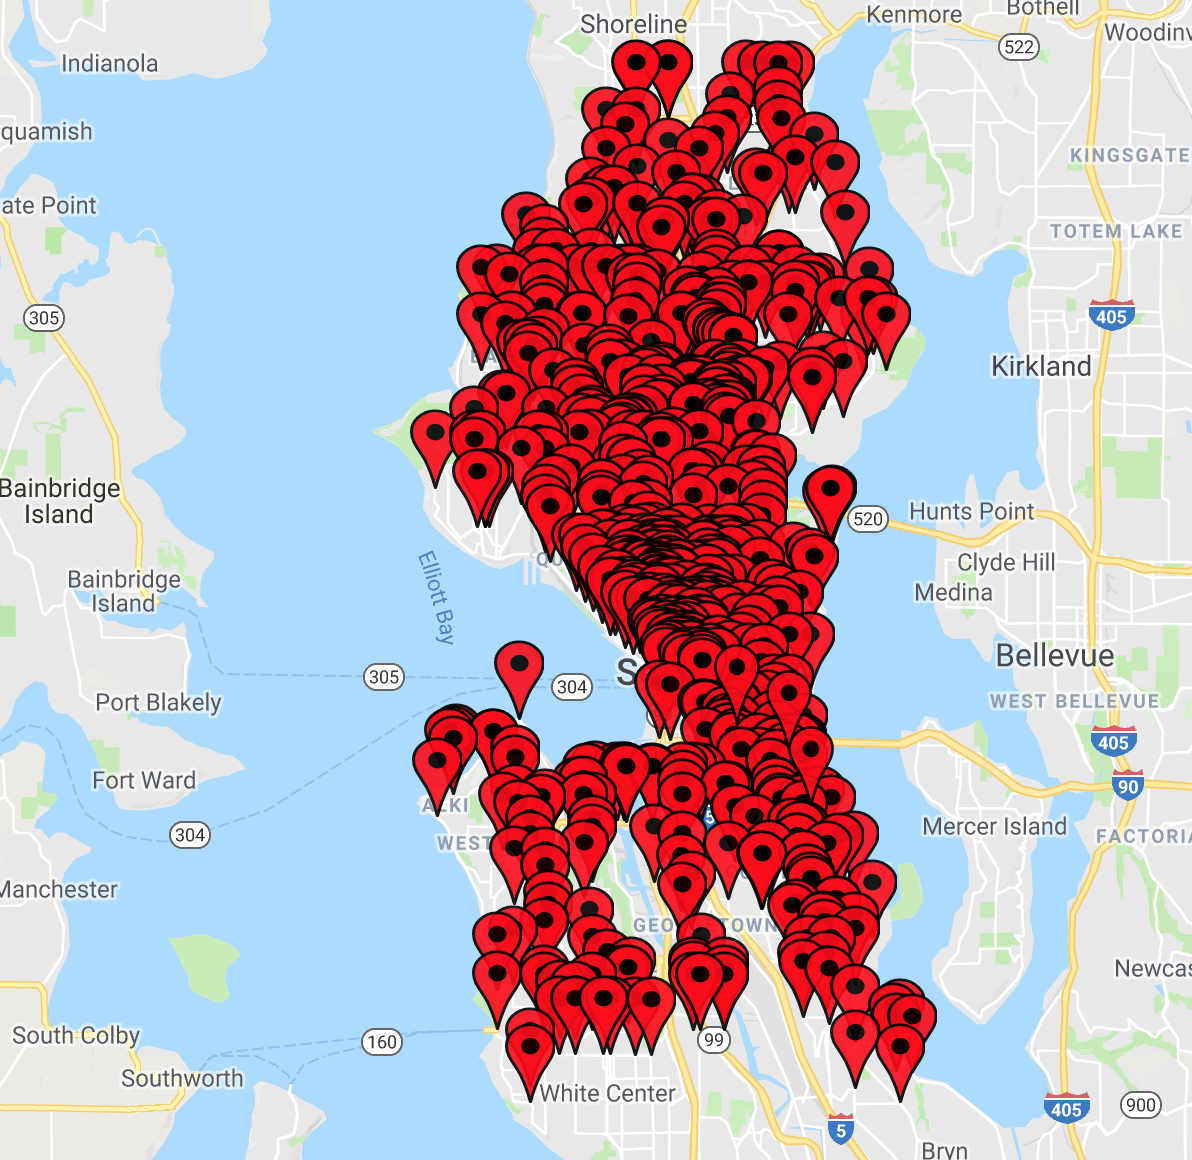 Shoreline
Kenmore
Bothell
Woodinv
522
Indianola
quamish
KINGSGATE
ate Point
TOTEM LAKE
305
405
Kirkland
Bainbridge
Island
520
Hunts Point
Clyde Hill
Medina
Elliott Bay
Bainbridge
Island
305
304
S
Bellevue
WEST BELLEVUE
Port Blakely
405
90
Fort Ward
ALKI
304
WEST
Mercer Island
FACTORIA
Manchester
5
GEO
TOWN
Newcas
South Colby
160
99
Southworth
White Center
405
900
5
Bryn